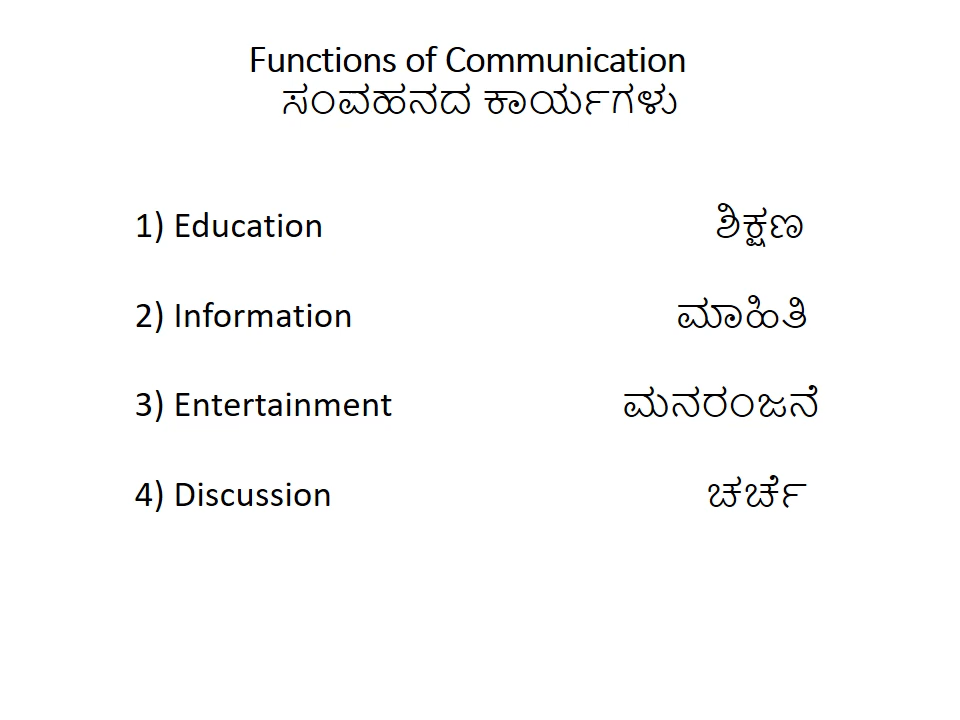 Functions of Communication
ಸಂವಹನದ ಕಾರ್ಯಗಳು
1) Education ಶಿಕ್ಷಣ
2) Information ಮಾಹಿತಿ
3) Entertainment ಮನರಂಜನೆ
4) Discussion ಚರ್ಚೆ